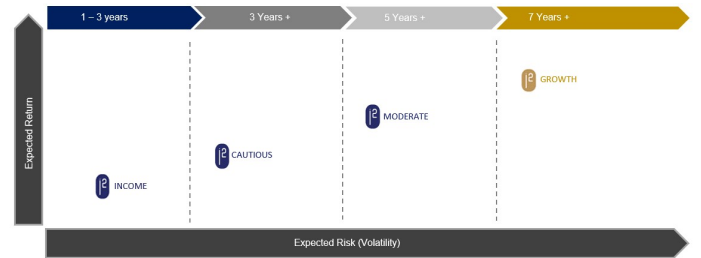 1 – 3 years
3 Years +
5 Years +
7 Years +
Expected Return
GROWTH
MODERATE
CAUTIOUS
INCOME
Expected Risk (Volatility)